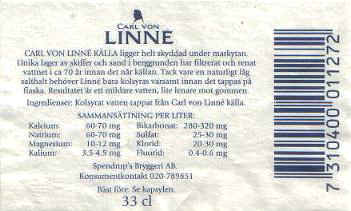 CARL VON
LINNÉ
CARL VON LINNÉ KÄLLA ligger helt skyddad under markytan.
Unika lager av skiffer och sand i berggrunden har filtrerat och renat
vattnet i ca 70 år innan det når källan. Tack vare en naturligt låg
salthalt behöver Linné bara kolsyras varsamt innan det tappas på
flaska. Resultatet är ett mildare vatten, lite lenare mot gommen.
Ingredienser: Kolsyrat vatten tappat från Carl von Linné källa.
SAMMANSÄTTNING PER LITER:
Kalcium: 60-70 mg Bikarbonat: 280-320 mg
Natrium: 60-70 mg Sulfat: 25-30 mg
Magnesium: 10-12 mg Klorid: 20-30 mg
Kalium: 3.5-4.5 mg Fluorid: 0.4-0.6 mg
Spendrup's Bryggeri AB.
Konsumentkontakt 020-789851
Bäst före: Se kapsylen.
33 cl
7 310400 011272